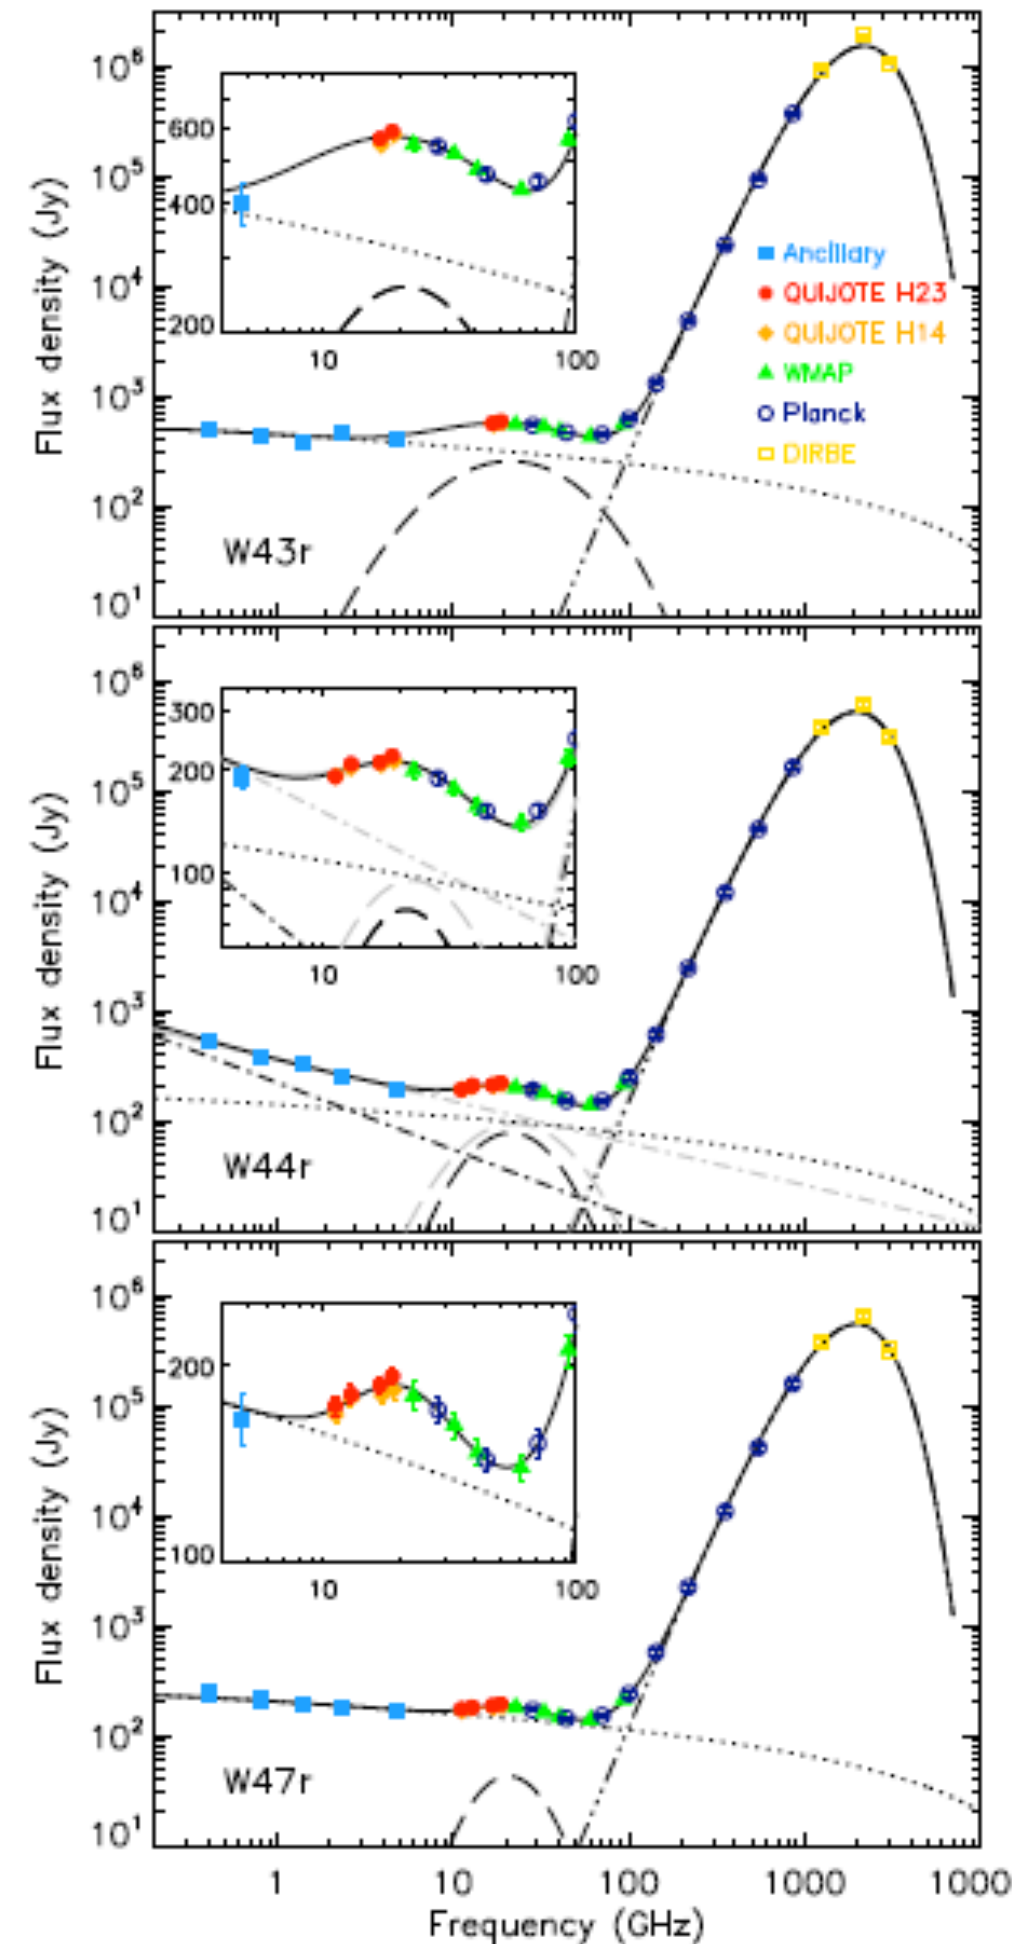 Flux density (Jy)
10⁶
10⁵
10⁴
10³
10²
10¹
600
400
200
10
100
Ancillary
QUIJOTE H23
QUIJOTE H14
WMAP
Planck
DIRBE
W43r
Flux density (Jy)
10⁶
10⁵
10⁴
10³
10²
10¹
300
200
100
10
100
W44r
Flux density (Jy)
10⁶
10⁵
10⁴
10³
10²
10¹
200
100
10
100
W47r
1
10
100
1000
1000
Frequency (GHz)